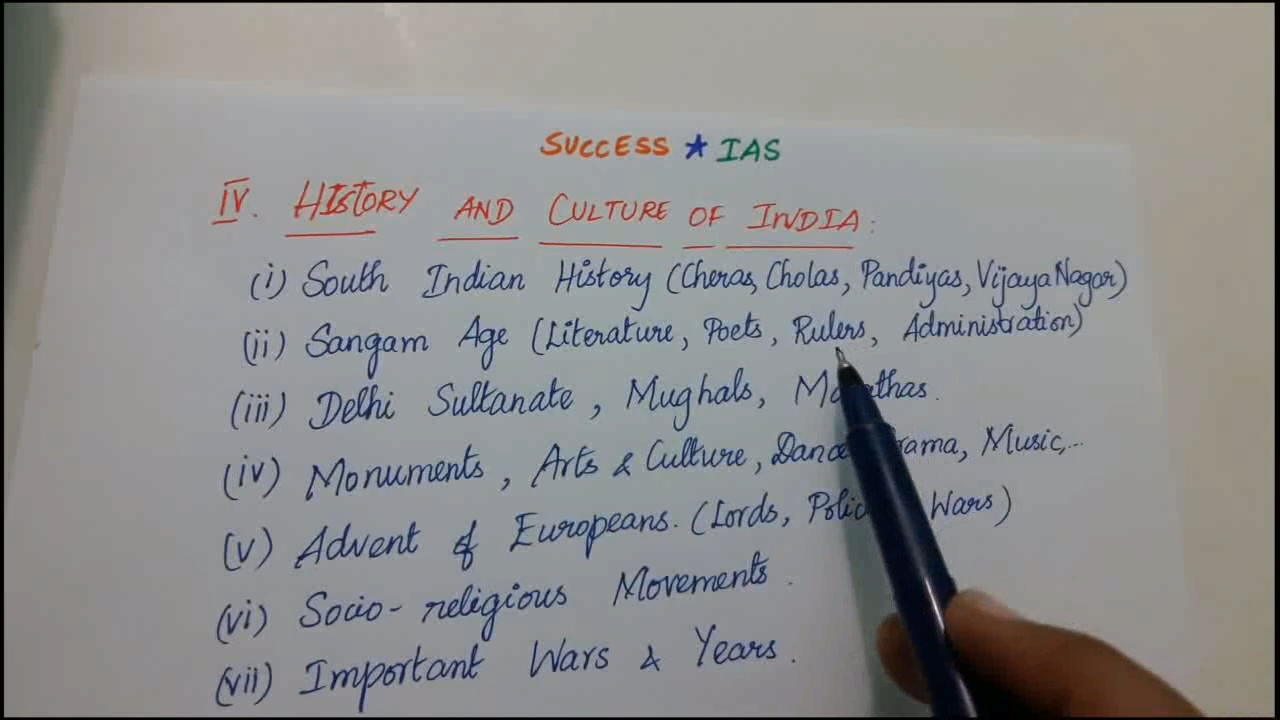 SUCCESS ★ IAS
IV. HISTORY AND CULTURE OF INDIA:
(i) South Indian History (Cheras, Cholas, Pandiyas, VijayaNagar)
(ii) Sangam Age (Literature, Poets, Rulers, Administration)
(iii) Delhi Sultanate, Mughals,
(iv) Monuments, Arts & Culture, Music,...
(v) Advent of Europeans. (Lords, Wars)
(vi) Socio-religious Movements.
(vii) Important Wars & Years.